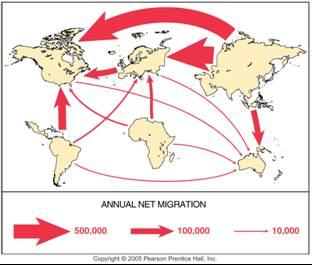 ANNUAL NET MIGRATION
500,000 100,000 10,000
Copyright © 2005 Pearson Prentice Hall, Inc.